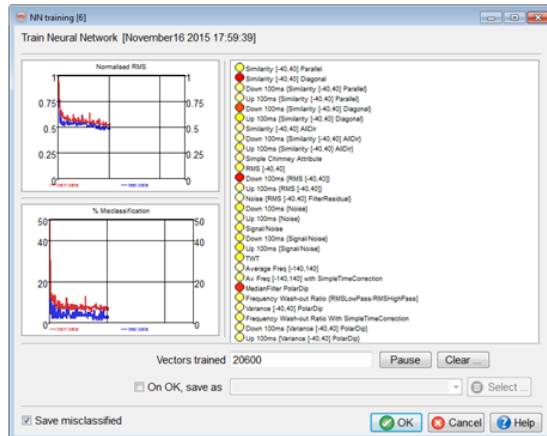 NN training [6]
Train Neural Network [November16 2015 17:59:39]
Normalised RMS
1
1
0.75
0.75
0.5
0.5
0.25
0.25
0
0
train data
test data
% Misclassification
50
50
40
40
20
20
0
0
train data
test data
Similarity [-40,40] Parallel
Similarity [-40,40] Diagonal
Down 100ms {Similarity [-40,40] Parallel}
Up 100ms {Similarity [-40,40] Parallel}
Down 100ms {Similarity [-40,40] Diagonal}
Up 100ms {Similarity [-40,40] Diagonal}
Similarity [-40,40] AllDir
Down 100ms {Similarity [-40,40] AllDir}
Up 100ms {Similarity [-40,40] AllDir}
Simple Chimney Attribute
RMS [-40,40]
Down 100ms {RMS [-40,40]}
Up 100ms {RMS [-40,40]}
Noise {RMS [-40,40] FilterResidual}
Down 100ms {Noise}
Up 100ms {Noise}
Signal/Noise
Down 100ms {Signal/Noise}
Up 100ms {Signal/Noise}
TWT
Average Freq [-140,140]
Av Freq [-140,140] with SimpleTimeCorrection
MedianFilter PolarDip
Frequency Wash-out Ratio {RMSLowPass/RMSHighPass}
Variance [-40,40] PolarDip
Frequency Wash-out Ratio With SimpleTimeCorrection
Down 100ms {Variance [-40,40] PolarDip}
Up 100ms {Variance [-40,40] PolarDip}
Vectors trained 20600 Pause Clear ...
On OK, save as Select ...
Save misclassified OK Cancel Help